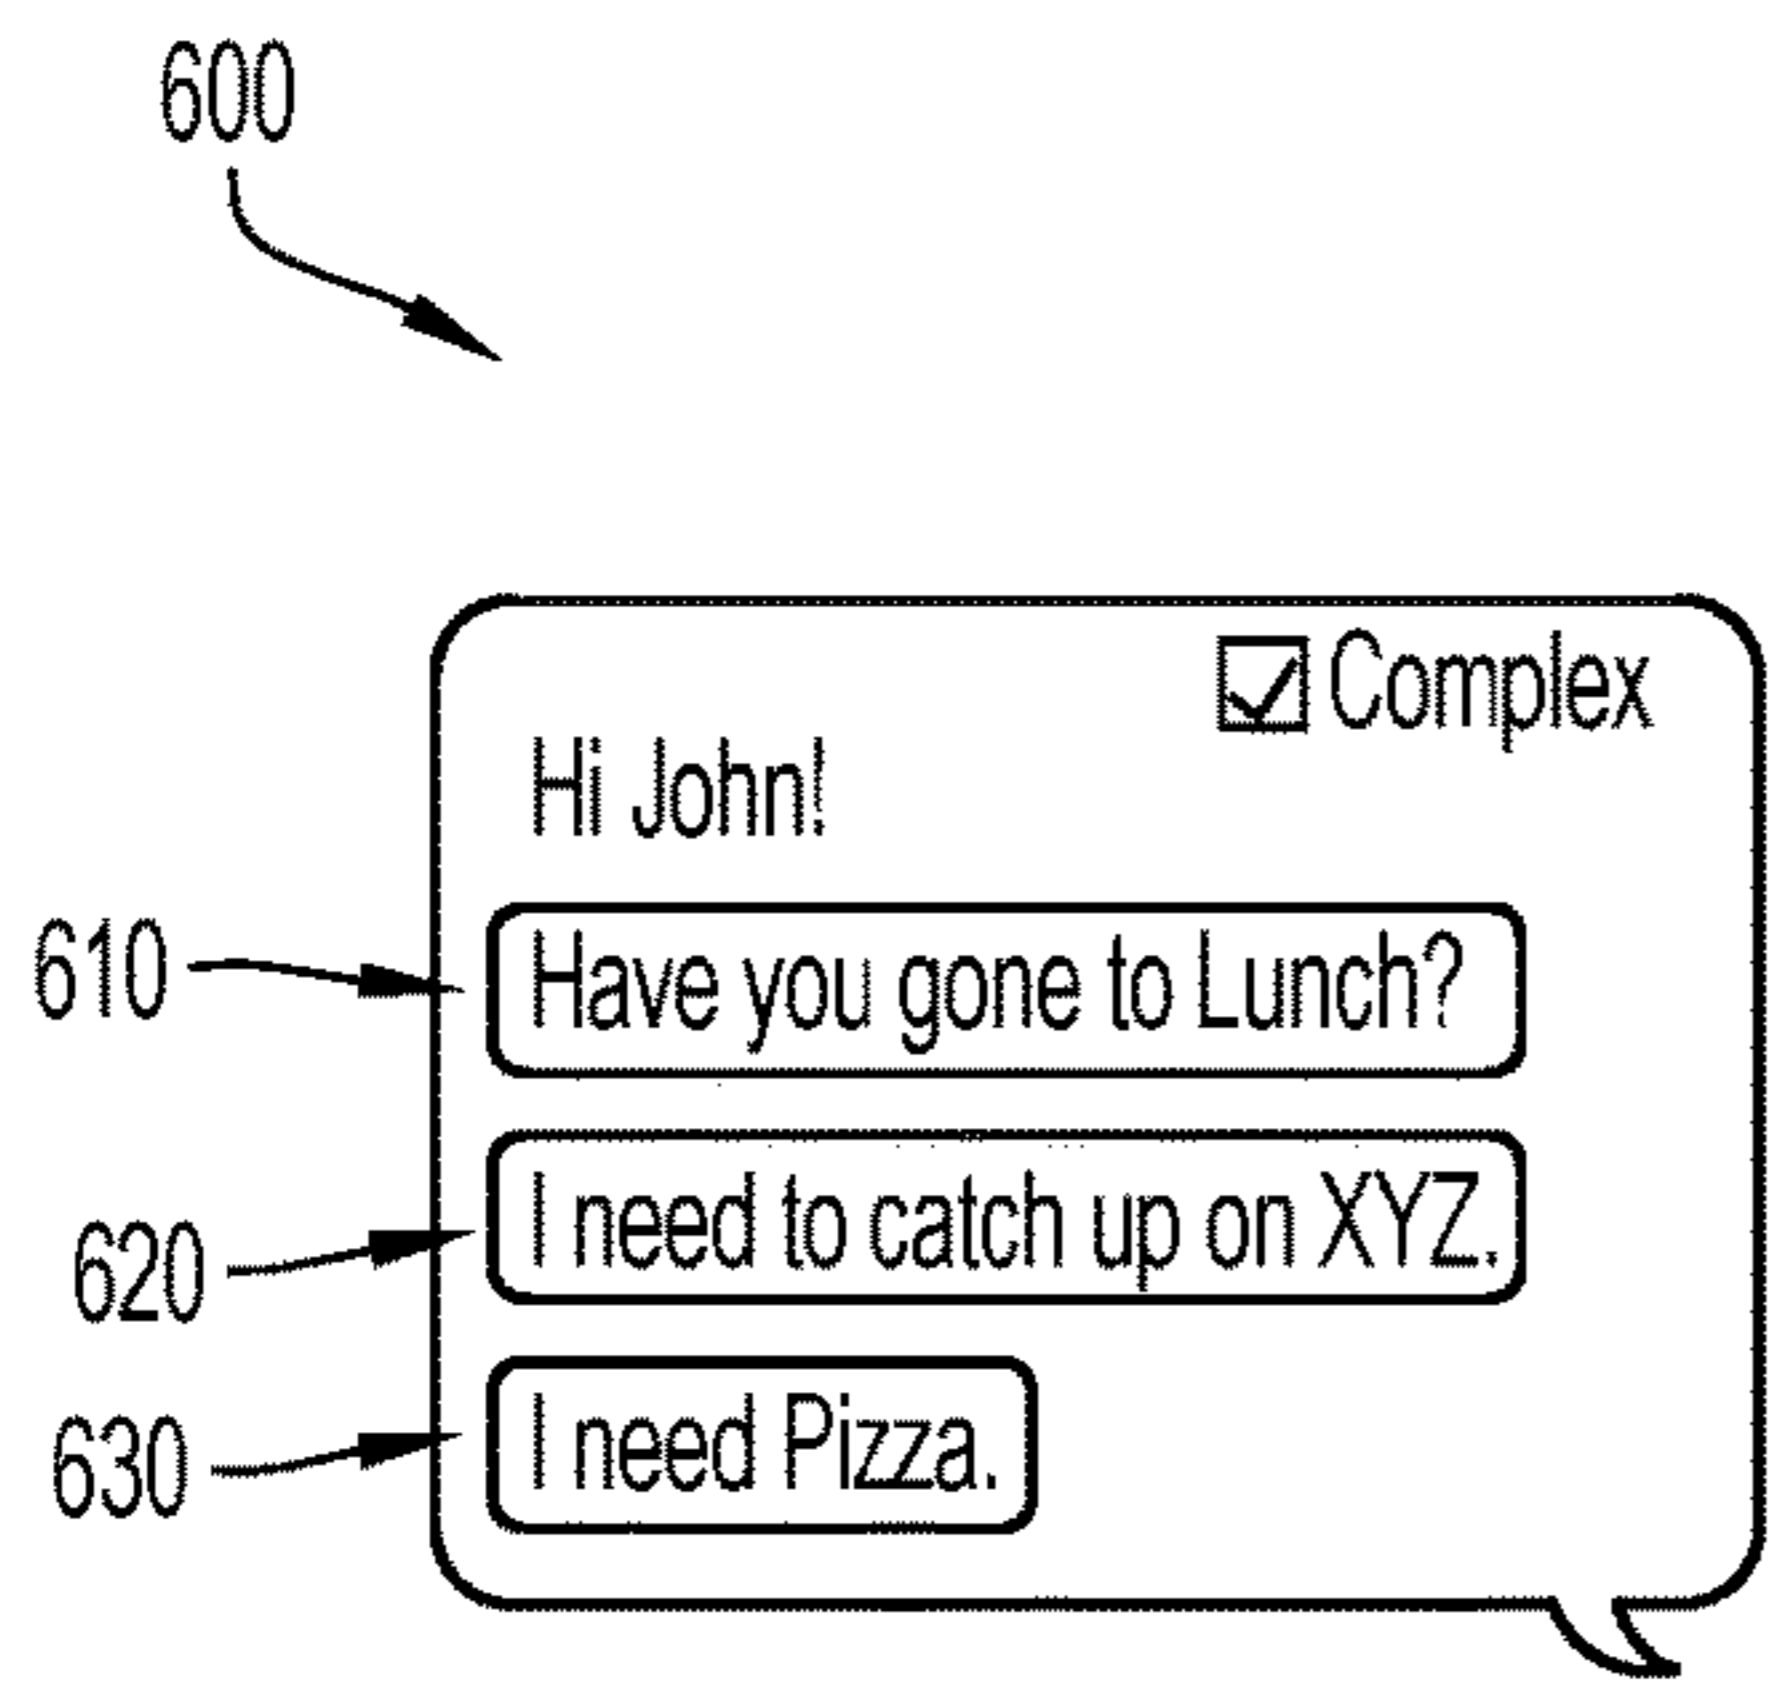 600
Complex
Hi John!
610
Have you gone to Lunch?
620
I need to catch up on XYZ.
630
I need Pizza.